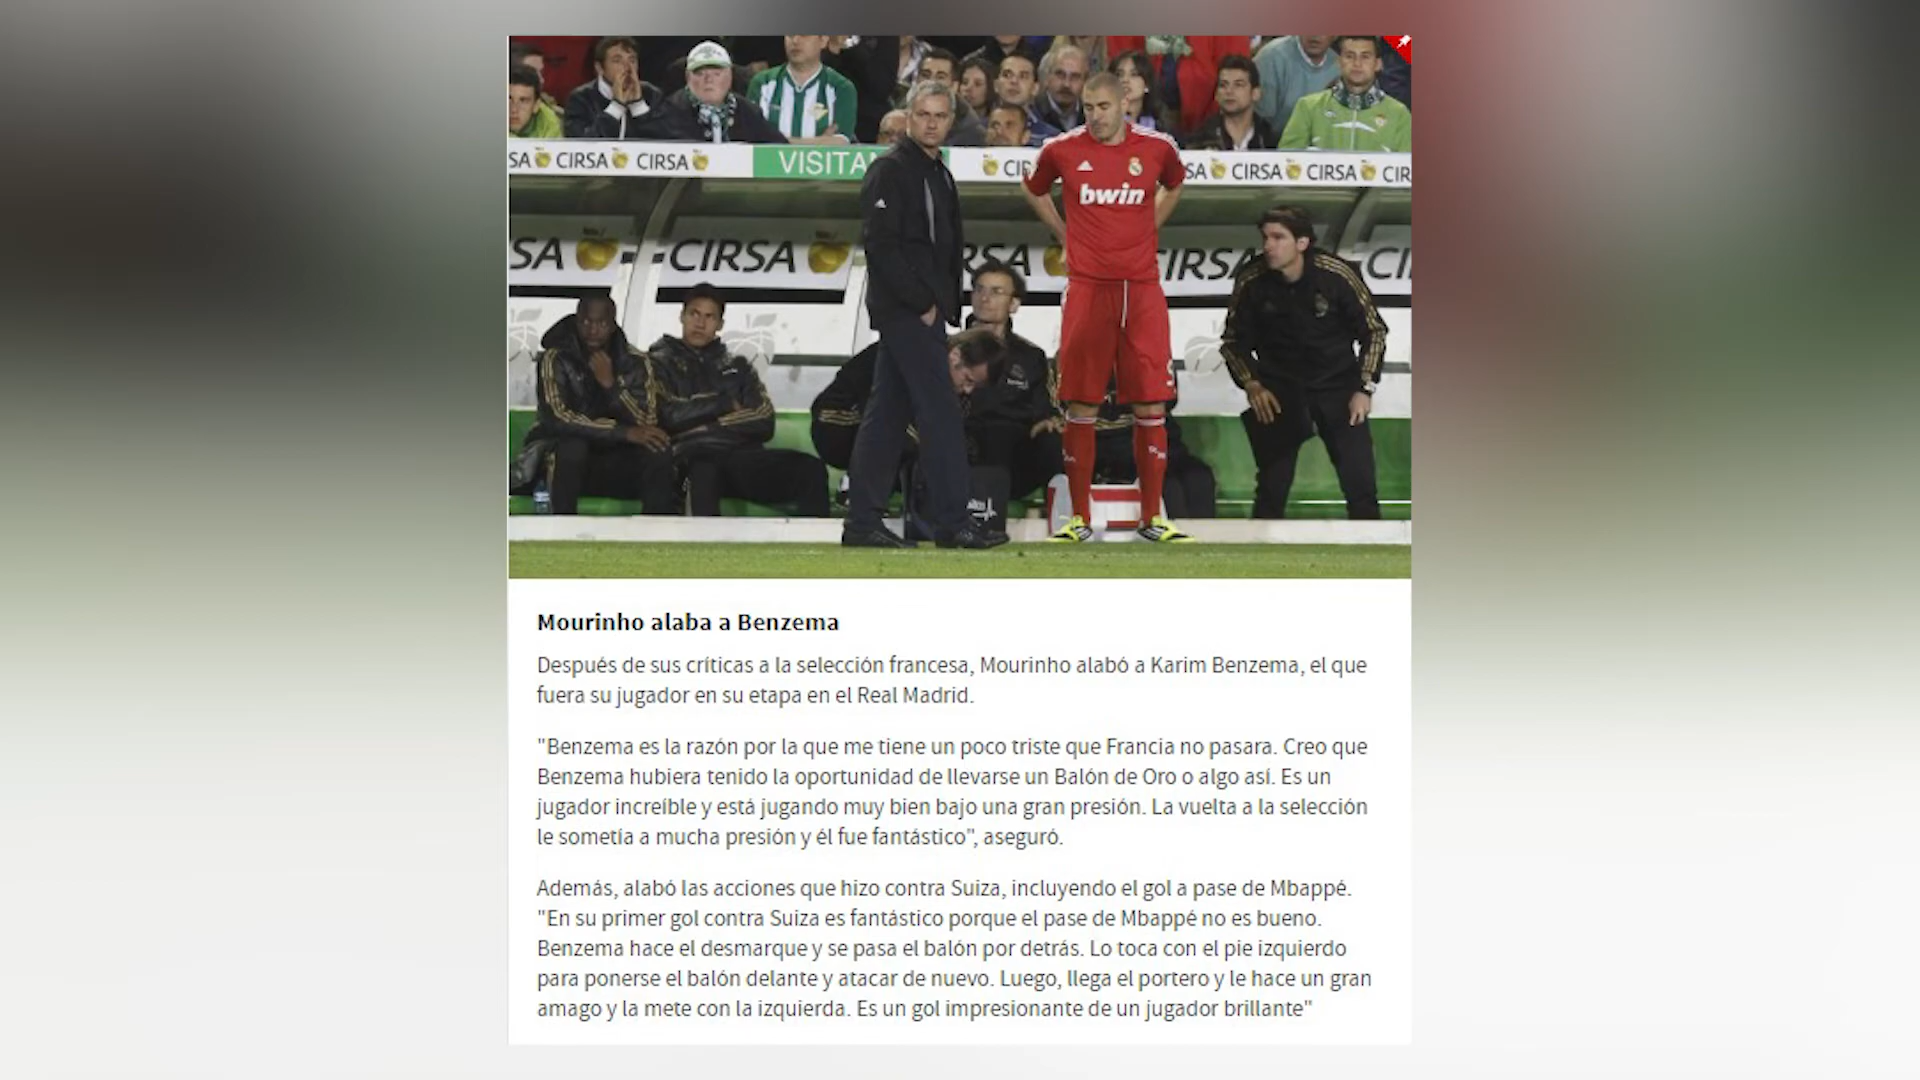 SA CIRSA CIRSA VISITA CIR SA CIRSA CIRSA CIR
bwin
SA CIRSA RSA CIRSA CI
Mourinho alaba a Benzema
Después de sus críticas a la selección francesa, Mourinho alabó a Karim Benzema, el que
fuera su jugador en su etapa en el Real Madrid.
"Benzema es la razón por la que me tiene un poco triste que Francia no pasara. Creo que
Benzema hubiera tenido la oportunidad de llevarse un Balón de Oro o algo así. Es un
jugador increíble y está jugando muy bien bajo una gran presión. La vuelta a la selección
le sometía a mucha presión y él fue fantástico", aseguró.
Además, alabó las acciones que hizo contra Suiza, incluyendo el gol a pase de Mbappé.
"En su primer gol contra Suiza es fantástico porque el pase de Mbappé no es bueno.
Benzema hace el desmarque y se pasa el balón por detrás. Lo toca con el pie izquierdo
para ponerse el balón delante y atacar de nuevo. Luego, llega el portero y le hace un gran
amago y la mete con la izquierda. Es un gol impresionante de un jugador brillante"